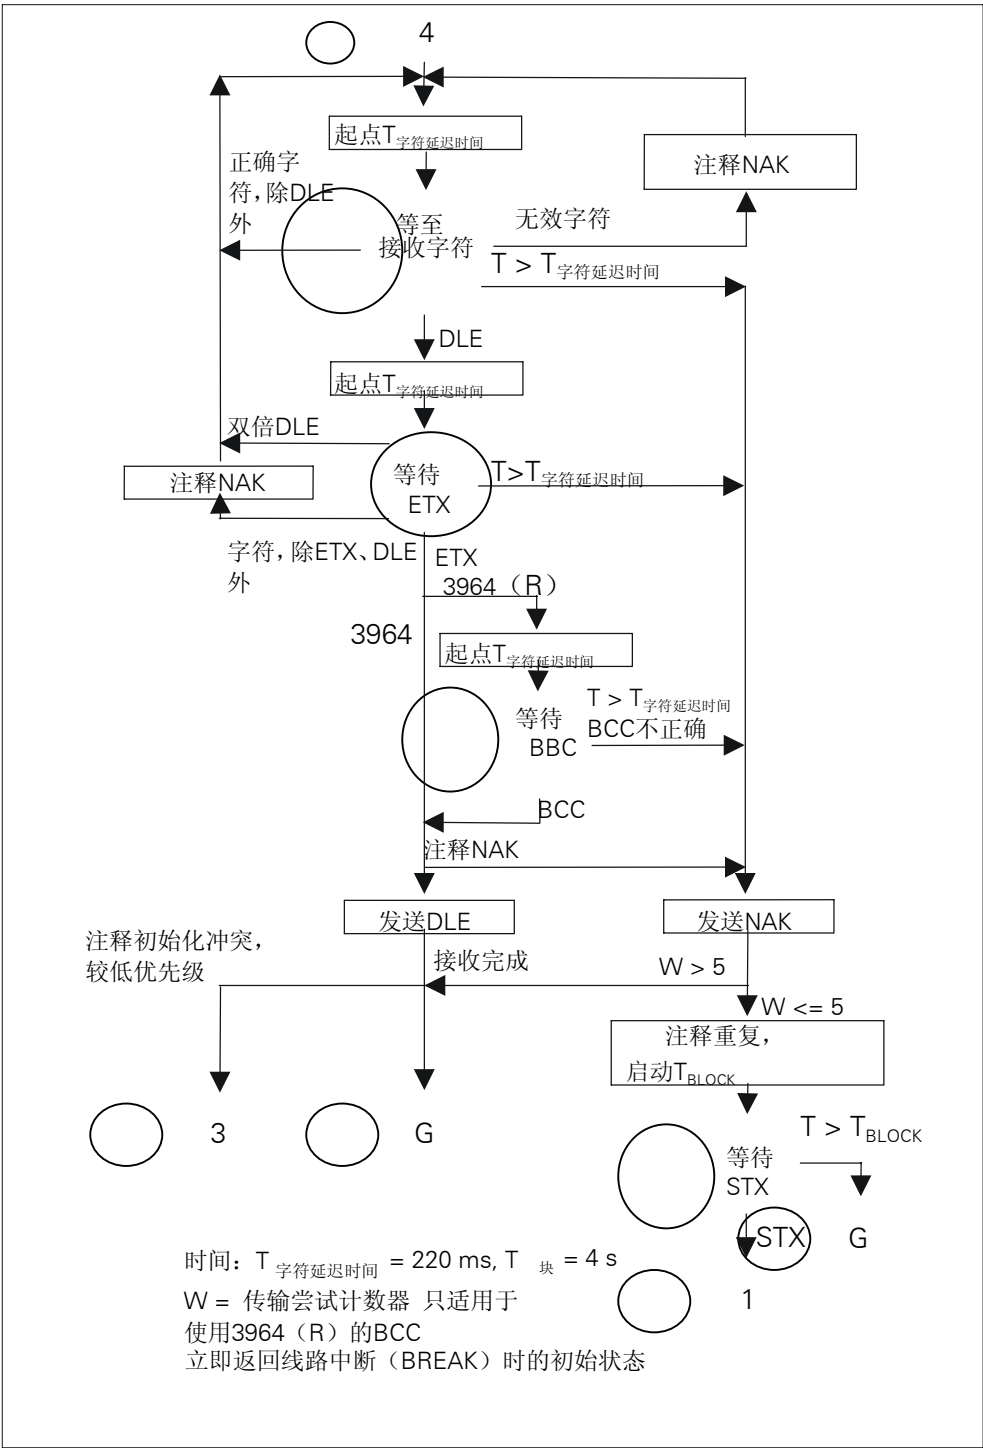 4
起点T字符延迟时间
正确字
符，除DLE
外
注释NAK
等至
接收字符
无效字符
T > T字符延迟时间
DLE
起点T字符延迟时间
双倍DLE
注释NAK
等待
ETX
T>T字符延迟时间
字符，除ETX、DLE
外
ETX
3964（R）
3964
起点T字符延迟时间
等待
BBC
T > T字符延迟时间
BCC不正确
BCC
注释NAK
发送DLE
发送NAK
注释初始化冲突，
较低优先级
接收完成
W > 5
W <= 5
注释重复，
启动TBLOCK
3
G
等待
STX
T > TBLOCK
STX
G
1
时间：T 字符延迟时间 = 220 ms, T 块 = 4 s
W = 传输尝试计数器 只适用于
使用3964（R）的BCC
立即返回线路中断（BREAK）时的初始状态